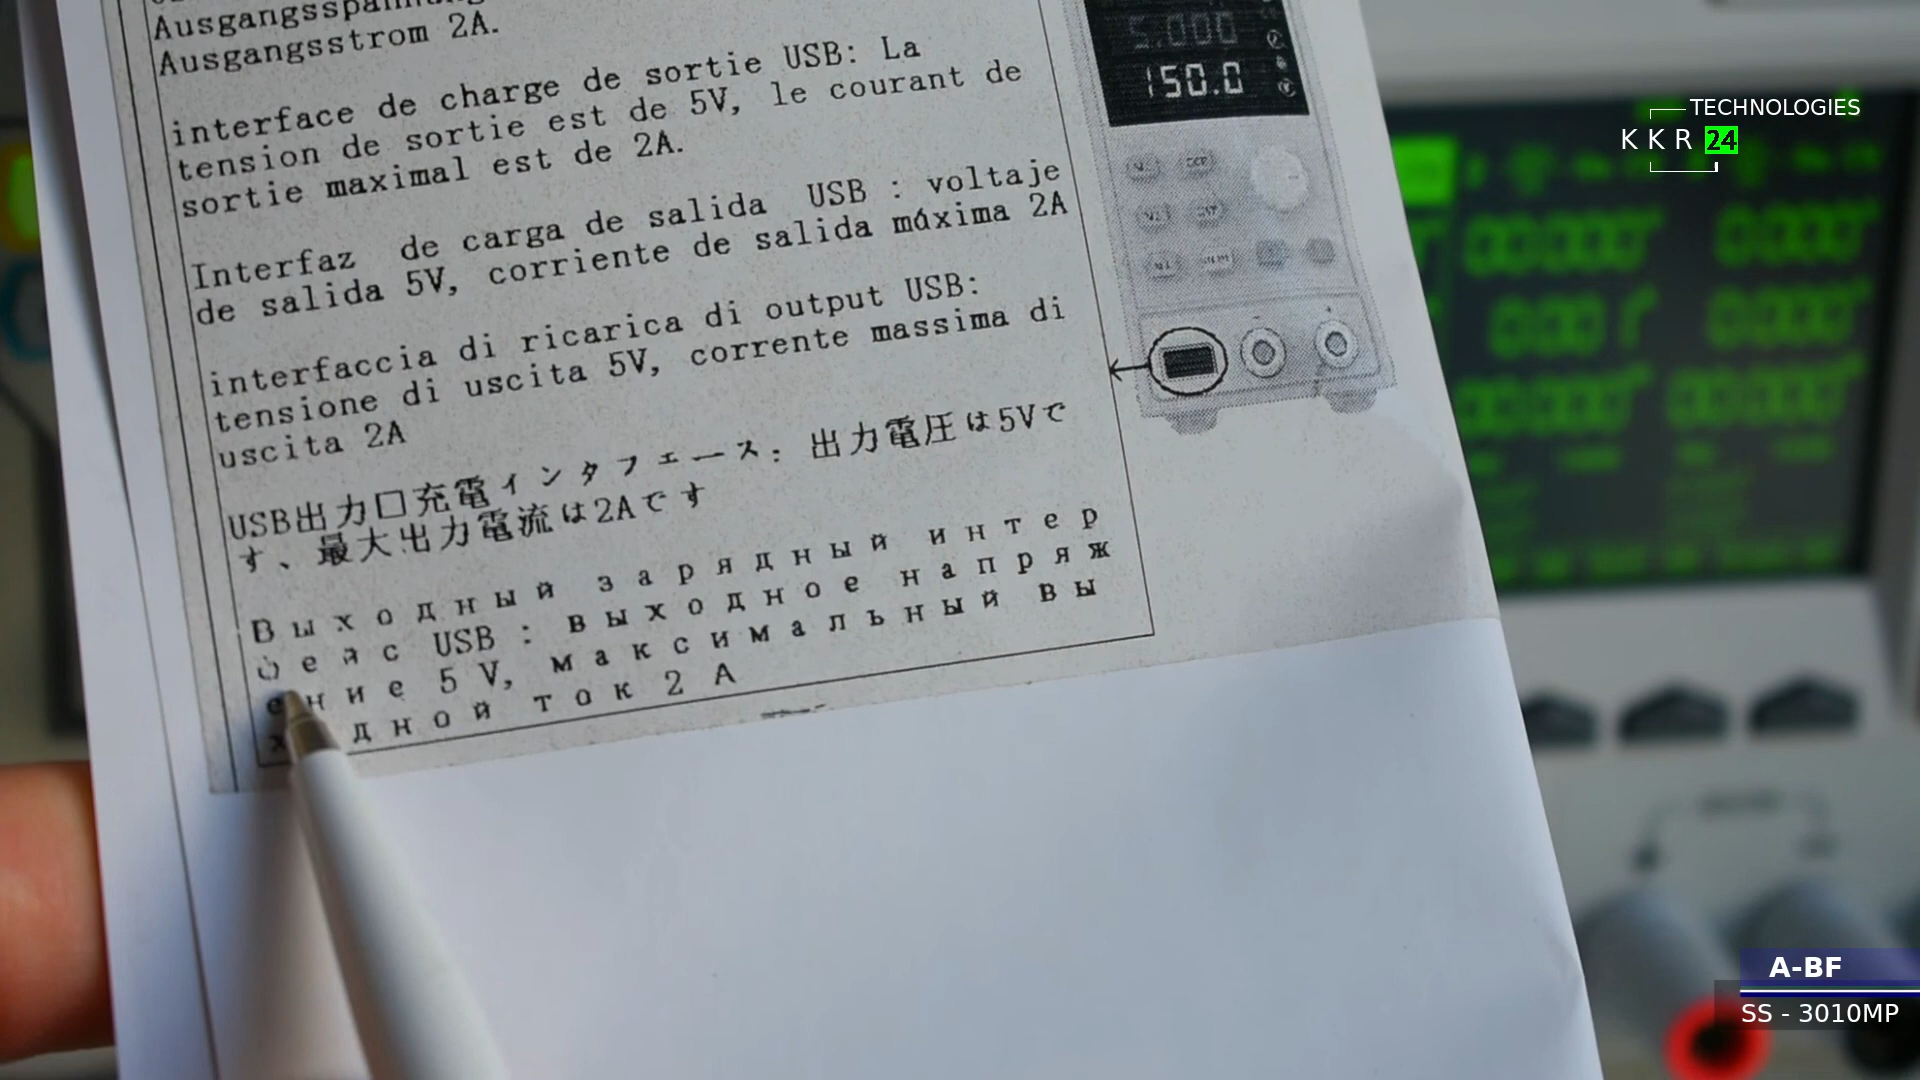 Ausgangsspannung
Ausgangsstrom 2A.
interface de charge de sortie USB: La
tension de sortie est de 5V, le courant de
sortie maximal est de 2A.
Interfaz de carga de salida USB : voltaje
de salida 5V, corriente de salida máxima 2A
interfaccia di ricarica di output USB:
tensione di uscita 5V, corrente massima di
uscita 2A
USB出力口充電インタフェース: 出力電圧は5Vで
す、最大出力電流は2Aです
Выходный зарядный интер
фейс USB : выходное напряж
ение 5 V, максимальный вы
ходной ток 2 A
5.000
150.0
TECHNOLOGIES
KKR 24
A-BF
SS - 3010MP